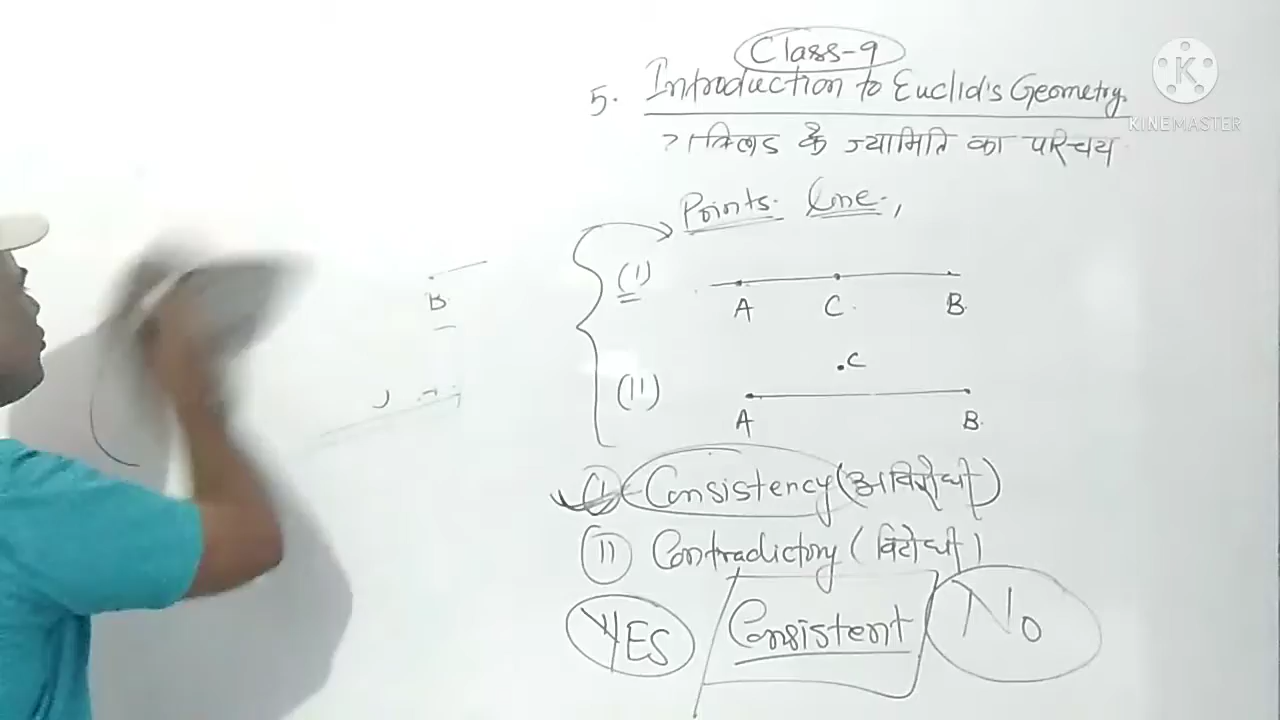 Class-9
5. Introduction to Euclid's Geometry.
के ज्यामिति का परिचय
Points. Line.,
(I)
A C. B
.C
(II)
A B.
B.
(I) Consistency (अविरोधी)
(II) Contradictory (विरोधी)
YES Consistent No
K
KINEMASTER